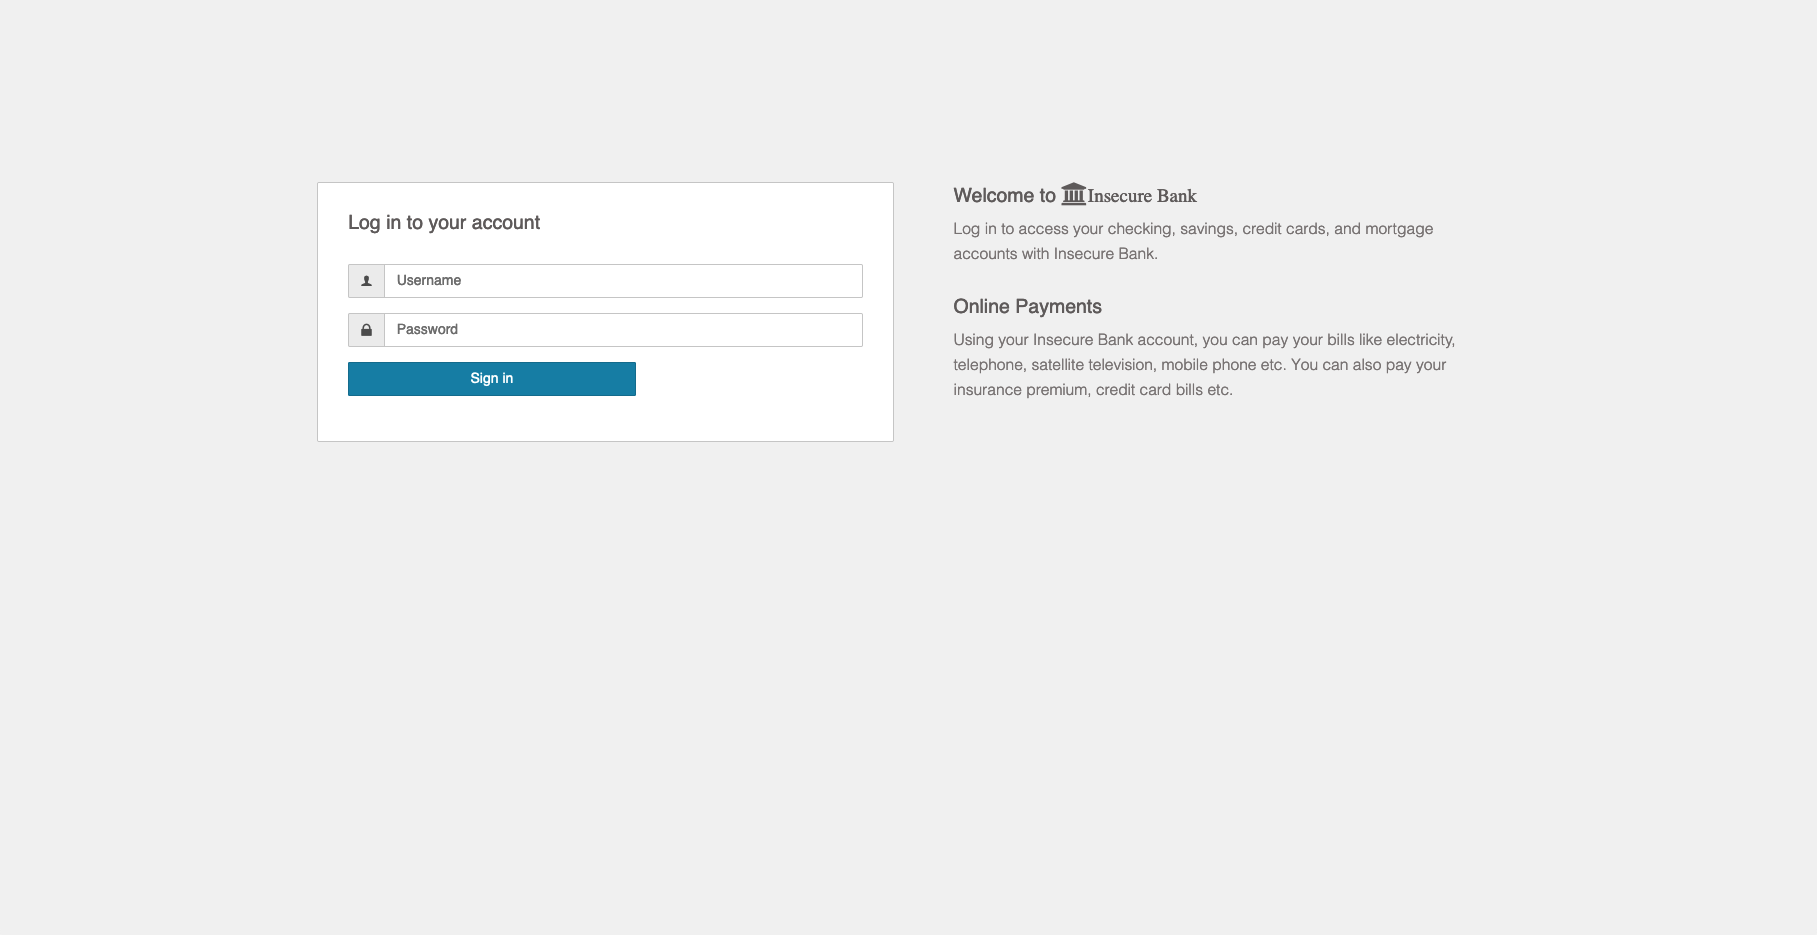 Log in to your account
Username
Password
Sign in
Welcome to Insecure Bank
Log in to access your checking, savings, credit cards, and mortgage
accounts with Insecure Bank.
Online Payments
Using your Insecure Bank account, you can pay your bills like electricity,
telephone, satellite television, mobile phone etc. You can also pay your
insurance premium, credit card bills etc.